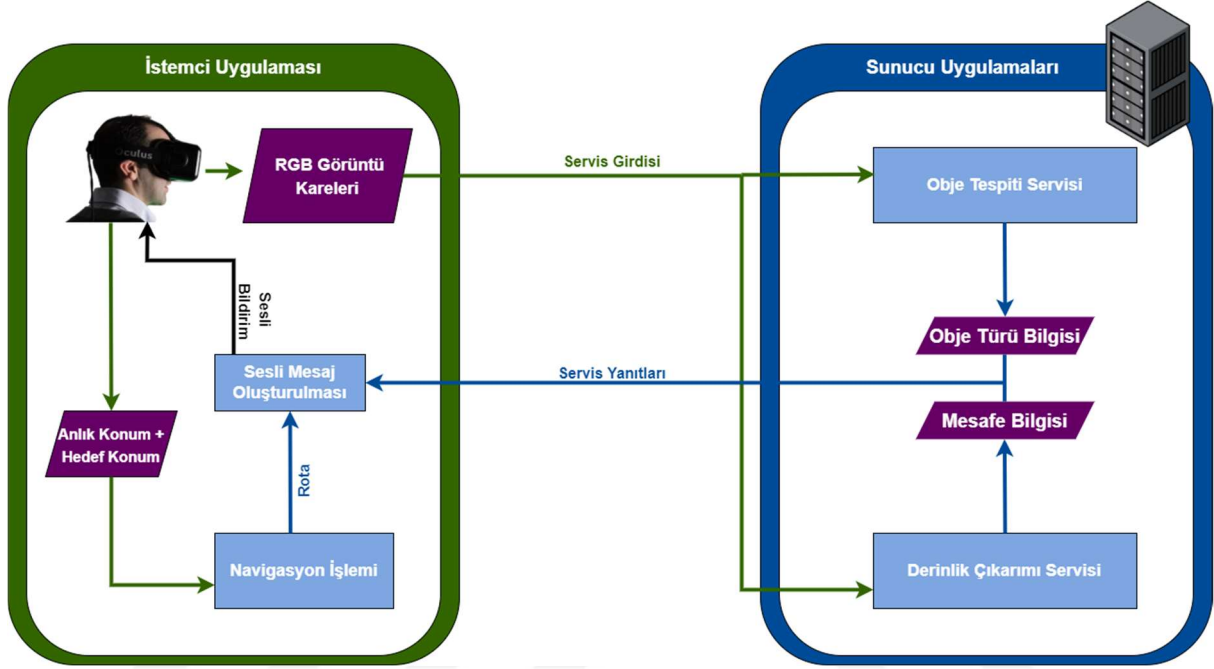 İstemci Uygulaması
Sunucu Uygulamaları
Oculus
RGB Görüntü
Kareleri
Servis Girdisi
Obje Tespiti Servisi
Sesli
Bildirim
Obje Türü Bilgisi
Sesli Mesaj
Oluşturulması
Servis Yanıtları
Mesafe Bilgisi
Anlık Konum +
Hedef Konum
Rota
Navigasyon İşlemi
Derinlik Çıkarımı Servisi